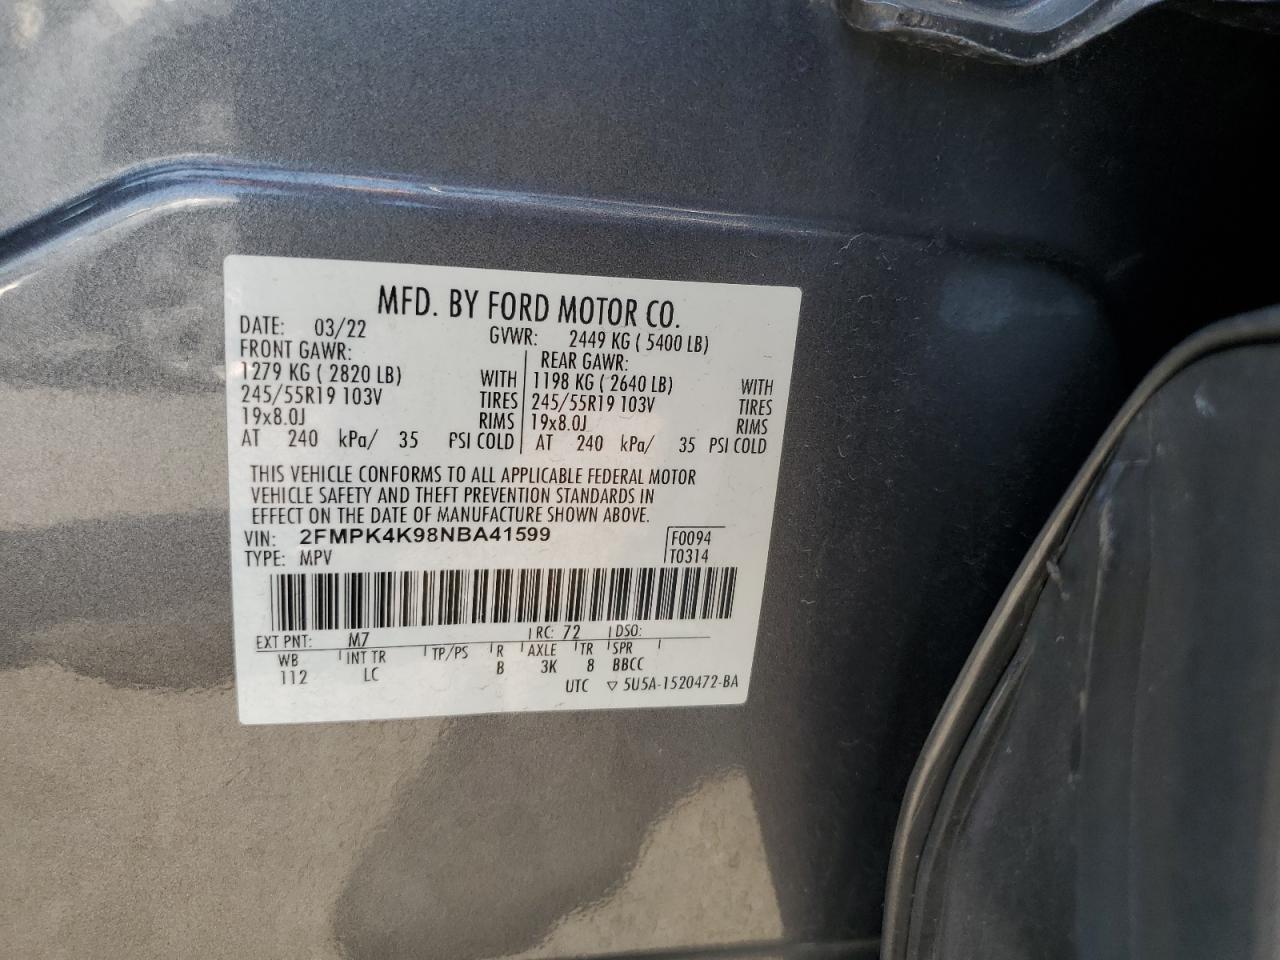 MFD. BY FORD MOTOR CO.
DATE: 03/22 GVWR: 2449 KG ( 5400 LB)
FRONT GAWR: REAR GAWR:
1279 KG ( 2820 LB) WITH 1198 KG ( 2640 LB) WITH
245/55R19 103V TIRES 245/55R19 103V TIRES
19x8.0J RIMS 19x8.0J RIMS
AT 240 kPa/ 35 PSI COLD AT 240 kPa/ 35 PSI COLD
THIS VEHICLE CONFORMS TO ALL APPLICABLE FEDERAL MOTOR
VEHICLE SAFETY AND THEFT PREVENTION STANDARDS IN
EFFECT ON THE DATE OF MANUFACTURE SHOWN ABOVE.
VIN: 2FMPK4K98NBA41599 F0094
TYPE: MPV T0314
EXT PNT: M7 RC: 72 DSO:
WB INT TR TP/PS R AXLE TR SPR
112 LC B 3K 8 BBCC
UTC ▽ 5U5A-1520472-BA